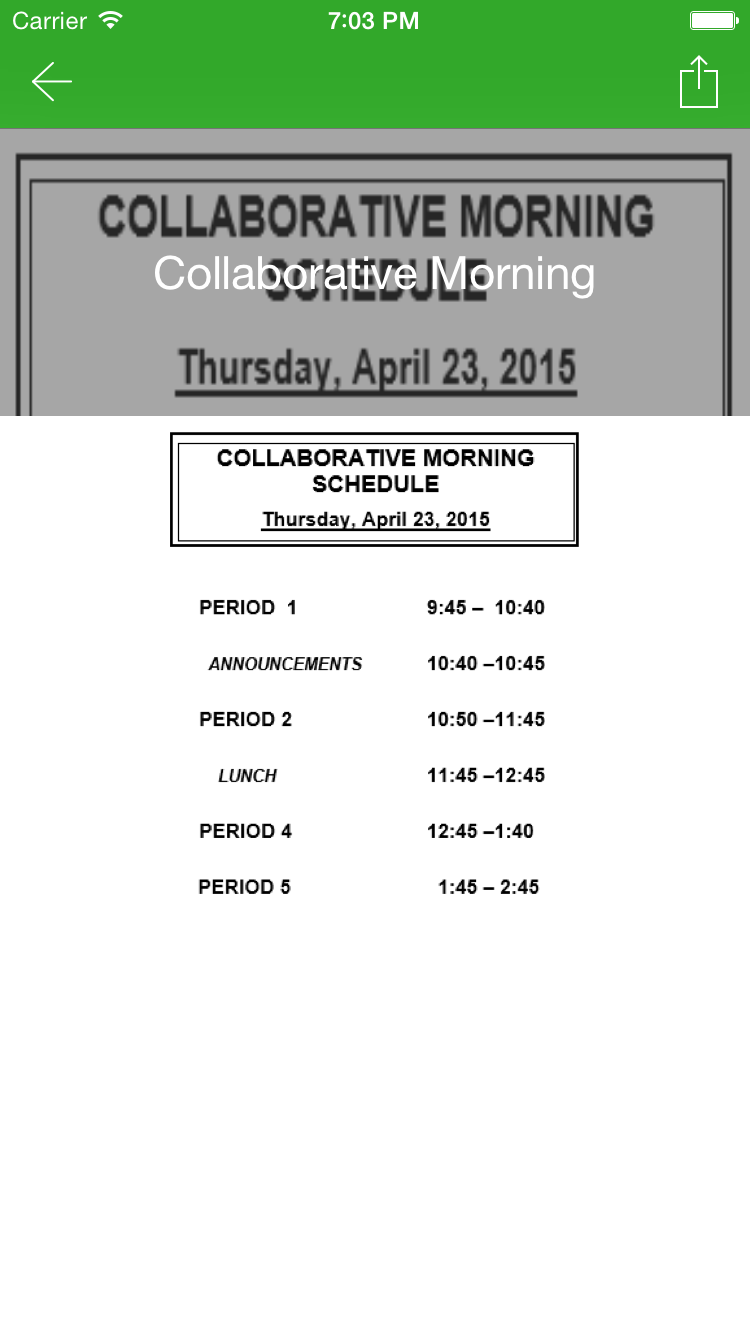 Carrier 7:03 PM
COLLABORATIVE MORNING
SCHEDULE
Collaborative Morning
Thursday, April 23, 2015
COLLABORATIVE MORNING
SCHEDULE
Thursday, April 23, 2015
PERIOD 1 9:45 – 10:40
ANNOUNCEMENTS 10:40 –10:45
PERIOD 2 10:50 –11:45
LUNCH 11:45 –12:45
PERIOD 4 12:45 –1:40
PERIOD 5 1:45 – 2:45